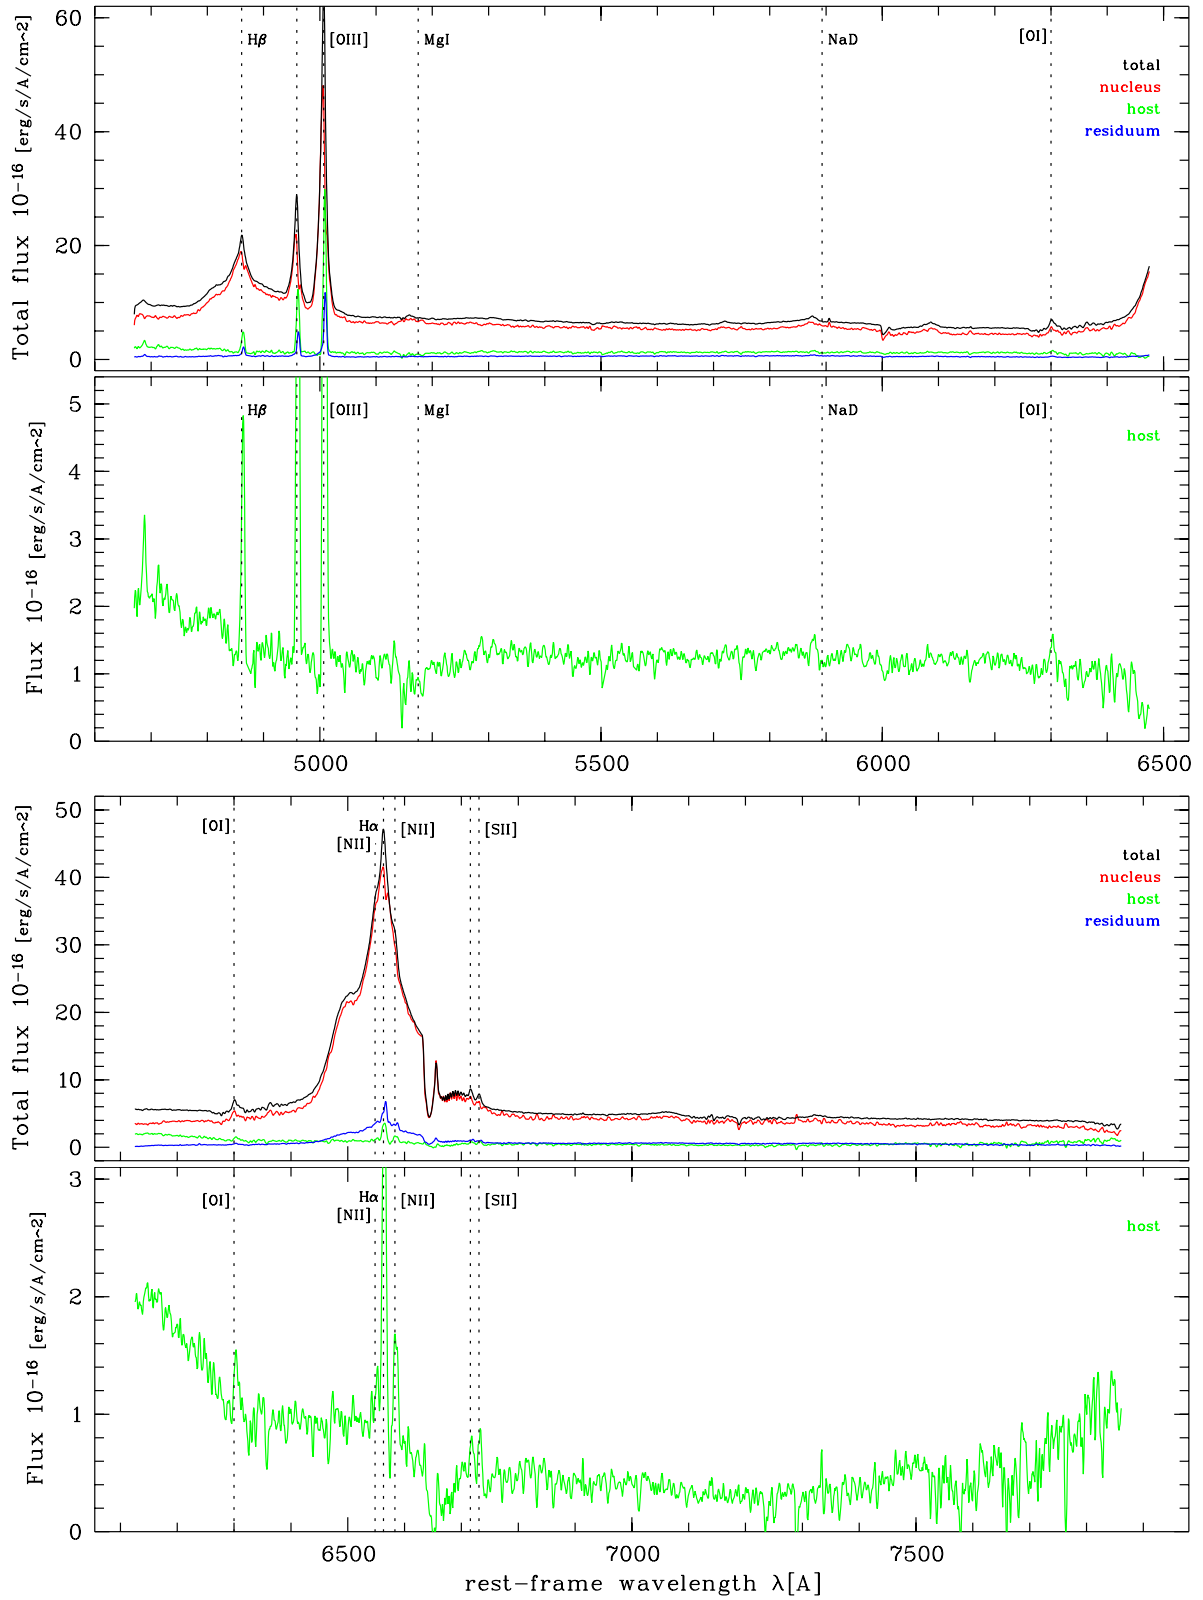 60
40
20
0
Total flux 10−16 [erg/s/A/cm^2]
Hβ [OIII] MgI NaD [OI]
total
nucleus
host
residuum
5
4
3
2
1
0
Flux 10−16 [erg/s/A/cm^2]
Hβ [OIII] MgI NaD [OI]
host
5000 5500 6000 6500
50
40
30
20
10
0
Total flux 10−16 [erg/s/A/cm^2]
[OI] Hα [NII] [SII]
[NII]
total
nucleus
host
residuum
3
2
1
0
Flux 10−16 [erg/s/A/cm^2]
[OI] Hα [NII] [SII]
[NII]
host
6500 7000 7500
rest−frame wavelength λ[A]